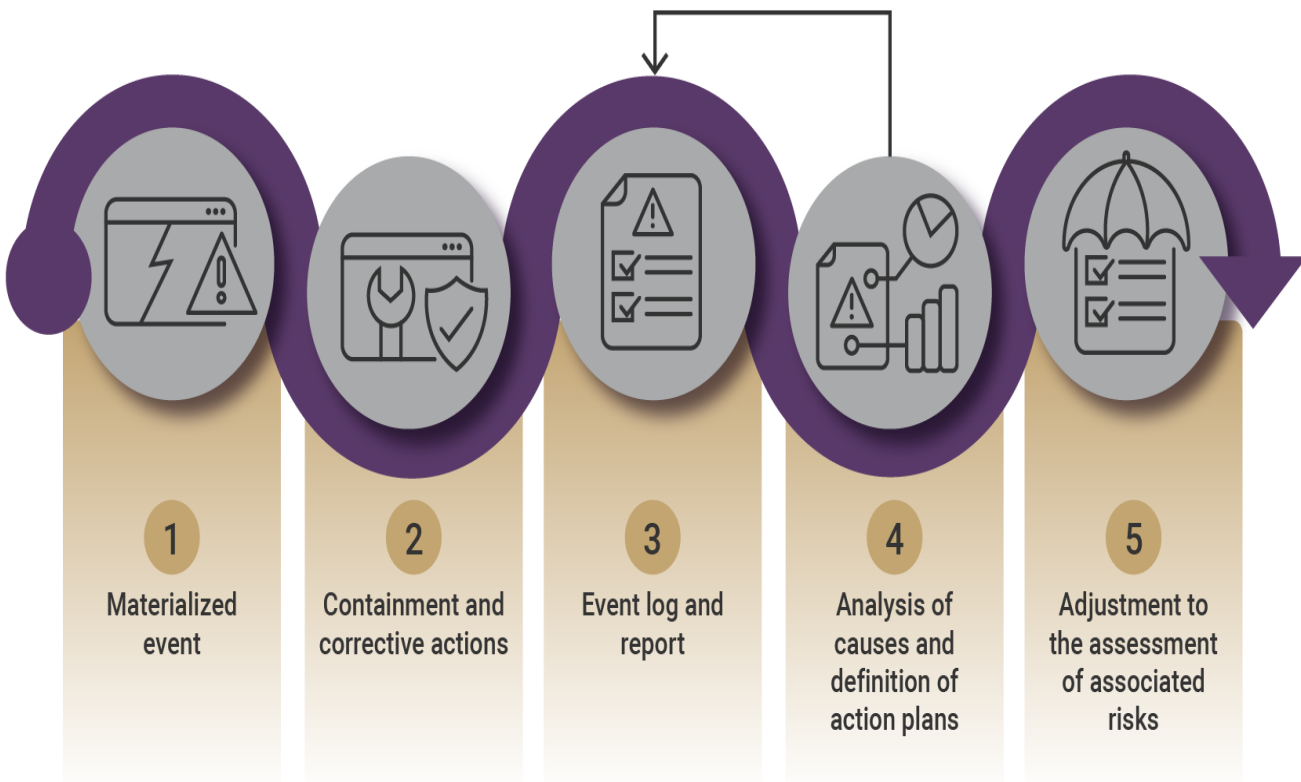 1
Materialized
event
2
Containment and
corrective actions
3
Event log and
report
4
Analysis of
causes and
definition of
action plans
5
Adjustment to
the assessment
of associated
risks